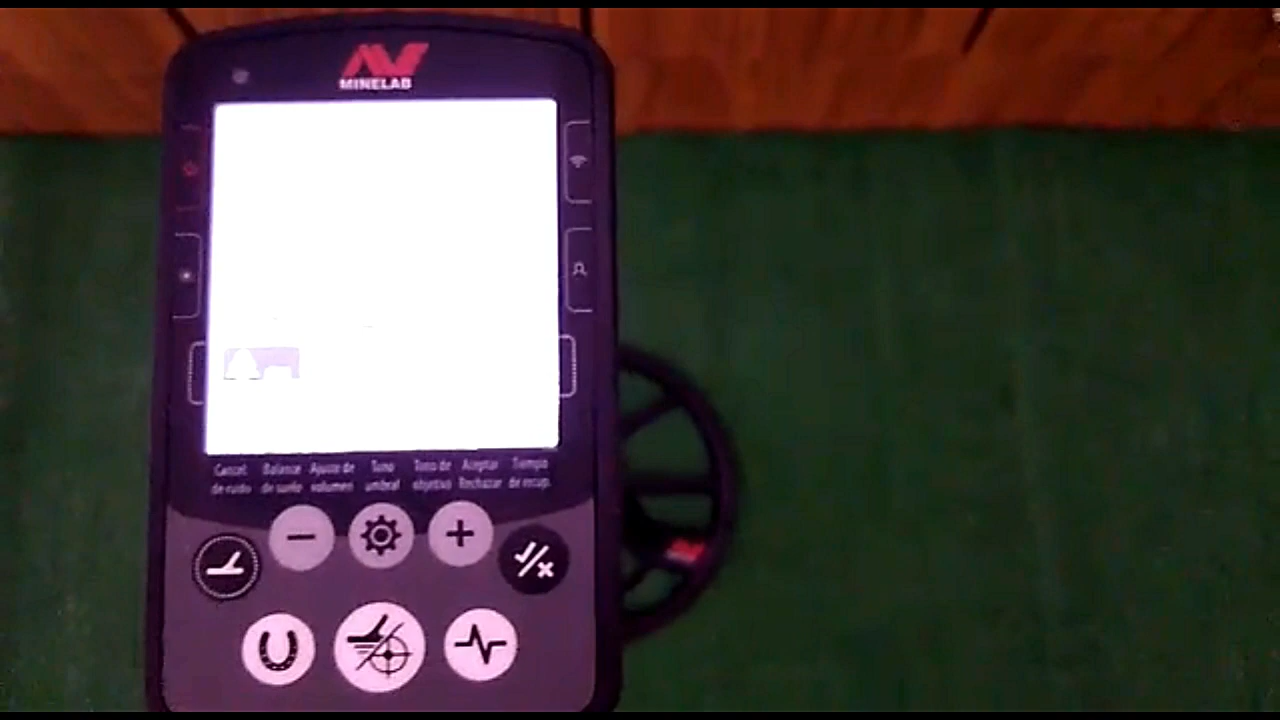 MINELAB
Cancel. Balance Ajuste de Tono Tono de Aceptar Tiempo
de ruido de suelo volumen umbral objetivo Rechazar de recup.